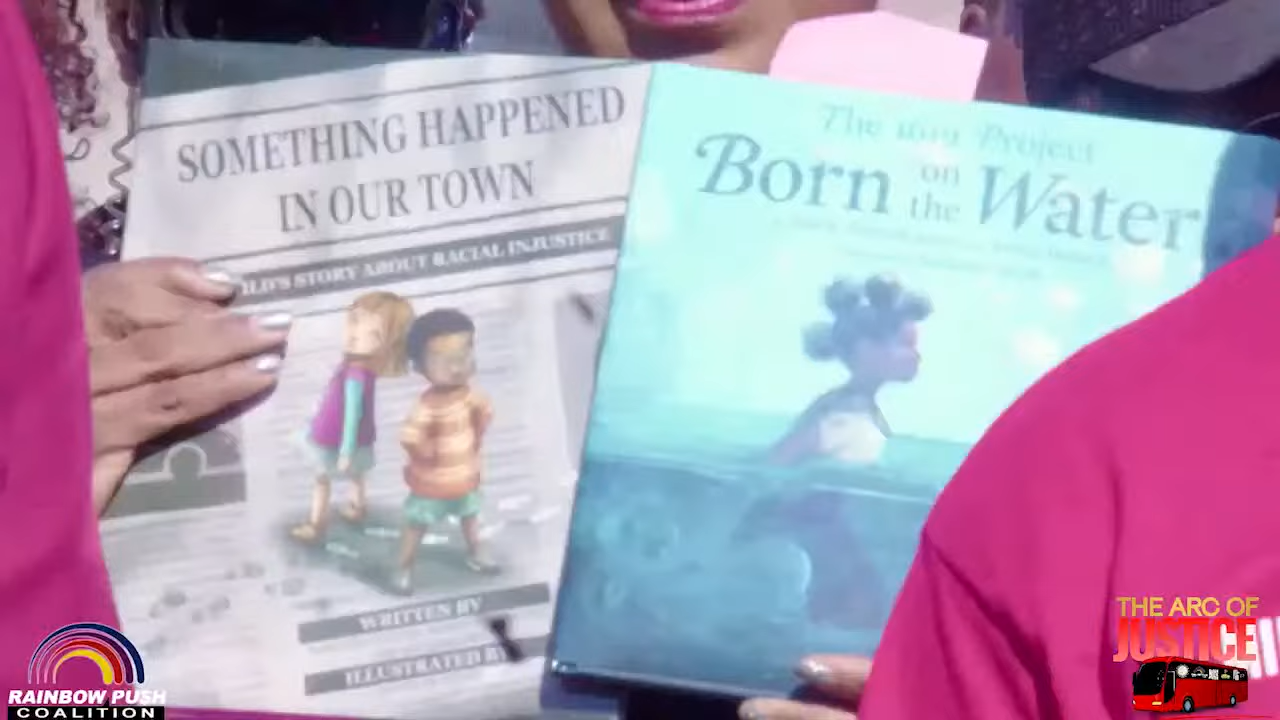 SOMETHING HAPPENED
IN OUR TOWN
STORY ABOUT RACIAL INJUSTICE
WRITTEN BY
ILLUSTRATED BY
The Project
Born on the Water
RAINBOW PUSH
COALITION
THE ARC OF
JUSTICE